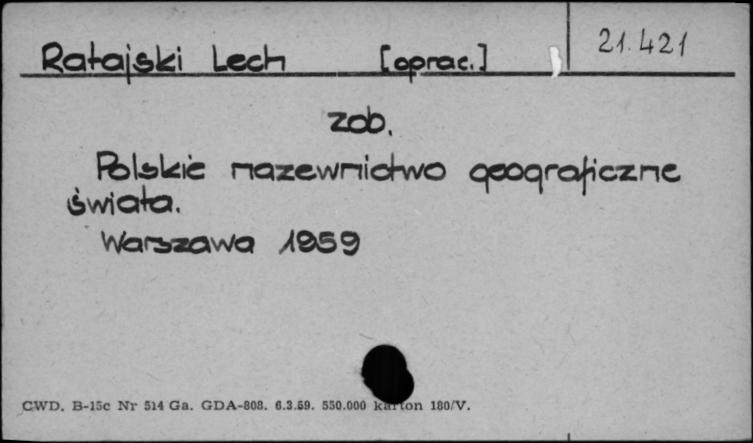 Ratajski Lech [oprac.] 21.421
zob.
Polskie nazewnictwo geograficzne
świata.
Warszawa 1959
CWD. B-15c Nr 514 Ga. GDA-808. 6.3.59. 550.000 karton 180/V.